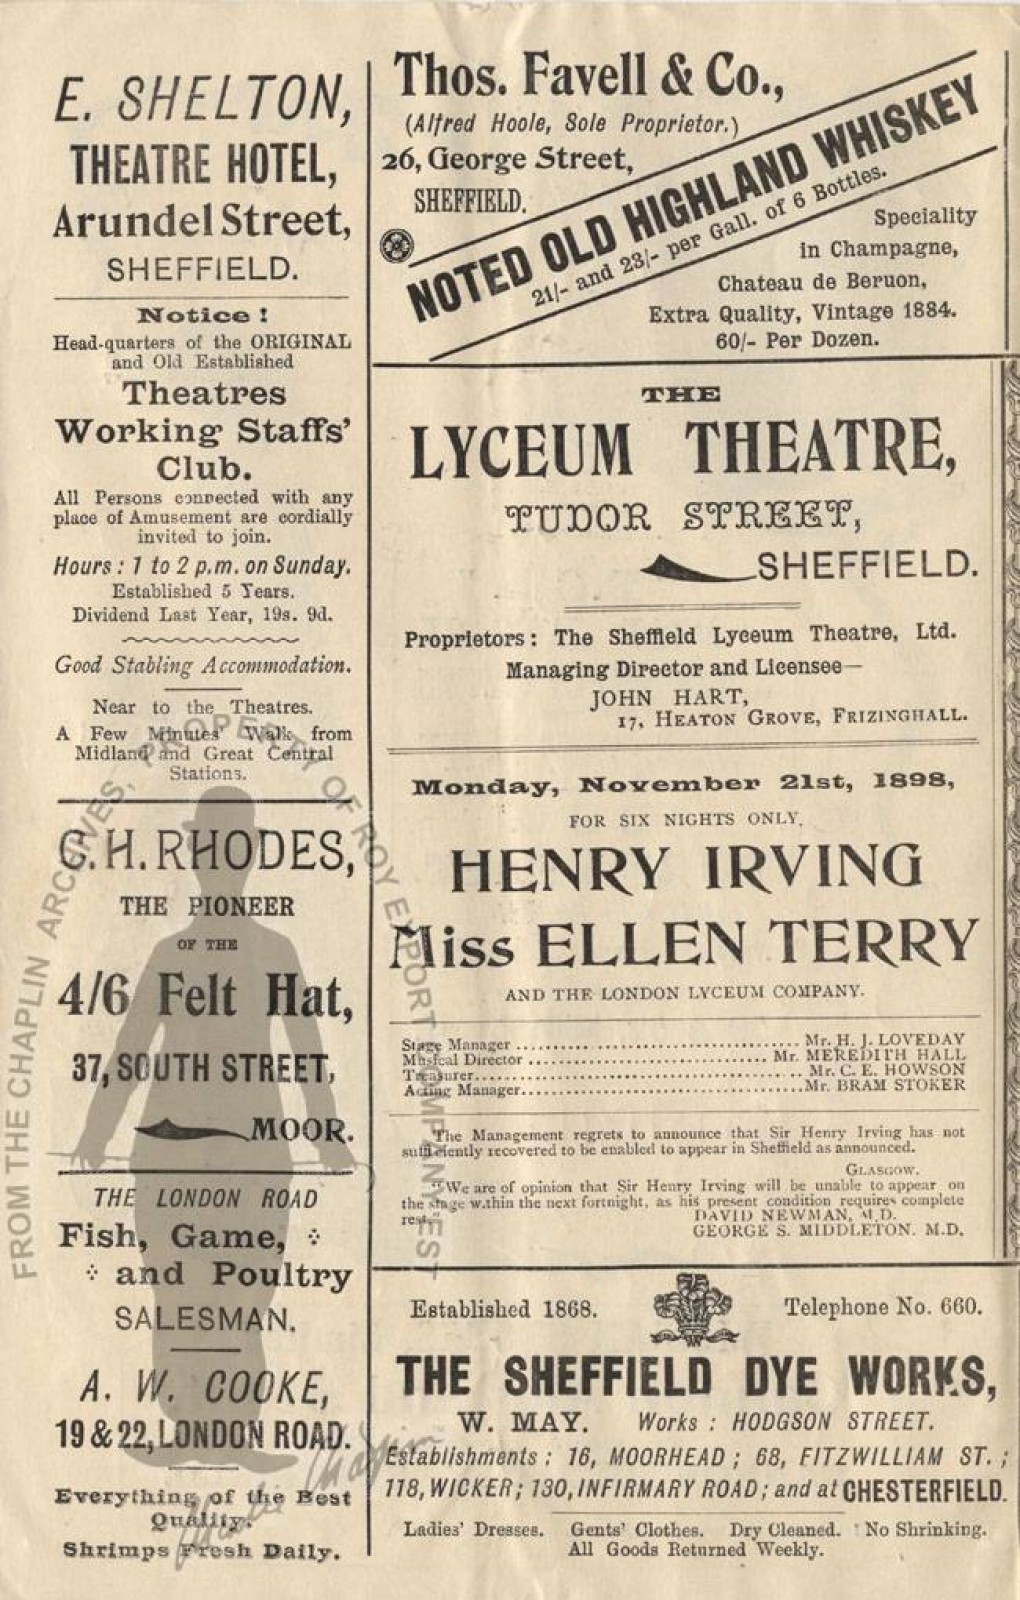 E. SHELTON,
THEATRE HOTEL,
Arundel Street,
SHEFFIELD.
Notice !
Head-quarters of the ORIGINAL
and Old Established
Theatres
Working Staffs'
Club.
All Persons connected with any
place of Amusement are cordially
invited to join.
Hours : 1 to 2 p.m. on Sunday.
Established 5 Years.
Dividend Last Year, 19s. 9d.
Good Stabling Accommodation.
Near to the Theatres.
A Few Minutes' Walk from
Midland and Great Central
Stations.
C. H. RHODES,
THE PIONEER
OF THE
4/6 Felt Hat,
37, SOUTH STREET,
MOOR.
THE LONDON ROAD
Fish, Game,
and Poultry
SALESMAN.
A. W. COOKE,
19 & 22, LONDON ROAD.
Everything of the Best
Quality.
Shrimps Fresh Daily.
Thos. Favell & Co.,
(Alfred Hoole, Sole Proprietor.)
26, George Street,
SHEFFIELD.
NOTED OLD HIGHLAND WHISKEY
21/- and 23/- per Gall. of 6 Bottles.
Speciality
in Champagne,
Chateau de Beruon,
Extra Quality, Vintage 1884.
60/- Per Dozen.
THE
LYCEUM THEATRE,
TUDOR STREET,
SHEFFIELD.
Proprietors : The Sheffield Lyceum Theatre, Ltd.
Managing Director and Licensee—
JOHN HART,
17, HEATON GROVE, FRIZINGHALL.
Monday, November 21st, 1898,
FOR SIX NIGHTS ONLY,
HENRY IRVING
Miss ELLEN TERRY
AND THE LONDON LYCEUM COMPANY.
Stage Manager ........ Mr. H. J. LOVEDAY
Musical Director ........ Mr. MEREDITH HALL
Treasurer ........ Mr. C. E. HOWSON
Acting Manager ........ Mr. BRAM STOKER
The Management regrets to announce that Sir Henry Irving has not
sufficiently recovered to be enabled to appear in Sheffield as announced.
GLASGOW.
"We are of opinion that Sir Henry Irving will be unable to appear on
the stage within the next fortnight, as his present condition requires complete
rest.
DAVID NEWMAN, M.D.
GEORGE S. MIDDLETON. M.D.
Established 1868.
Telephone No. 660.
THE SHEFFIELD DYE WORKS,
W. MAY. Works : HODGSON STREET.
Establishments : 16, MOORHEAD ; 68, FITZWILLIAM ST. ;
118, WICKER ; 130, INFIRMARY ROAD ; and at CHESTERFIELD.
Ladies' Dresses. Gents' Clothes. Dry Cleaned. No Shrinking.
All Goods Returned Weekly.
FROM THE CHAPLIN ARCHIVES, PROPERTY OF ROY EXPORT COMPANY EST
Charlie Chaplin